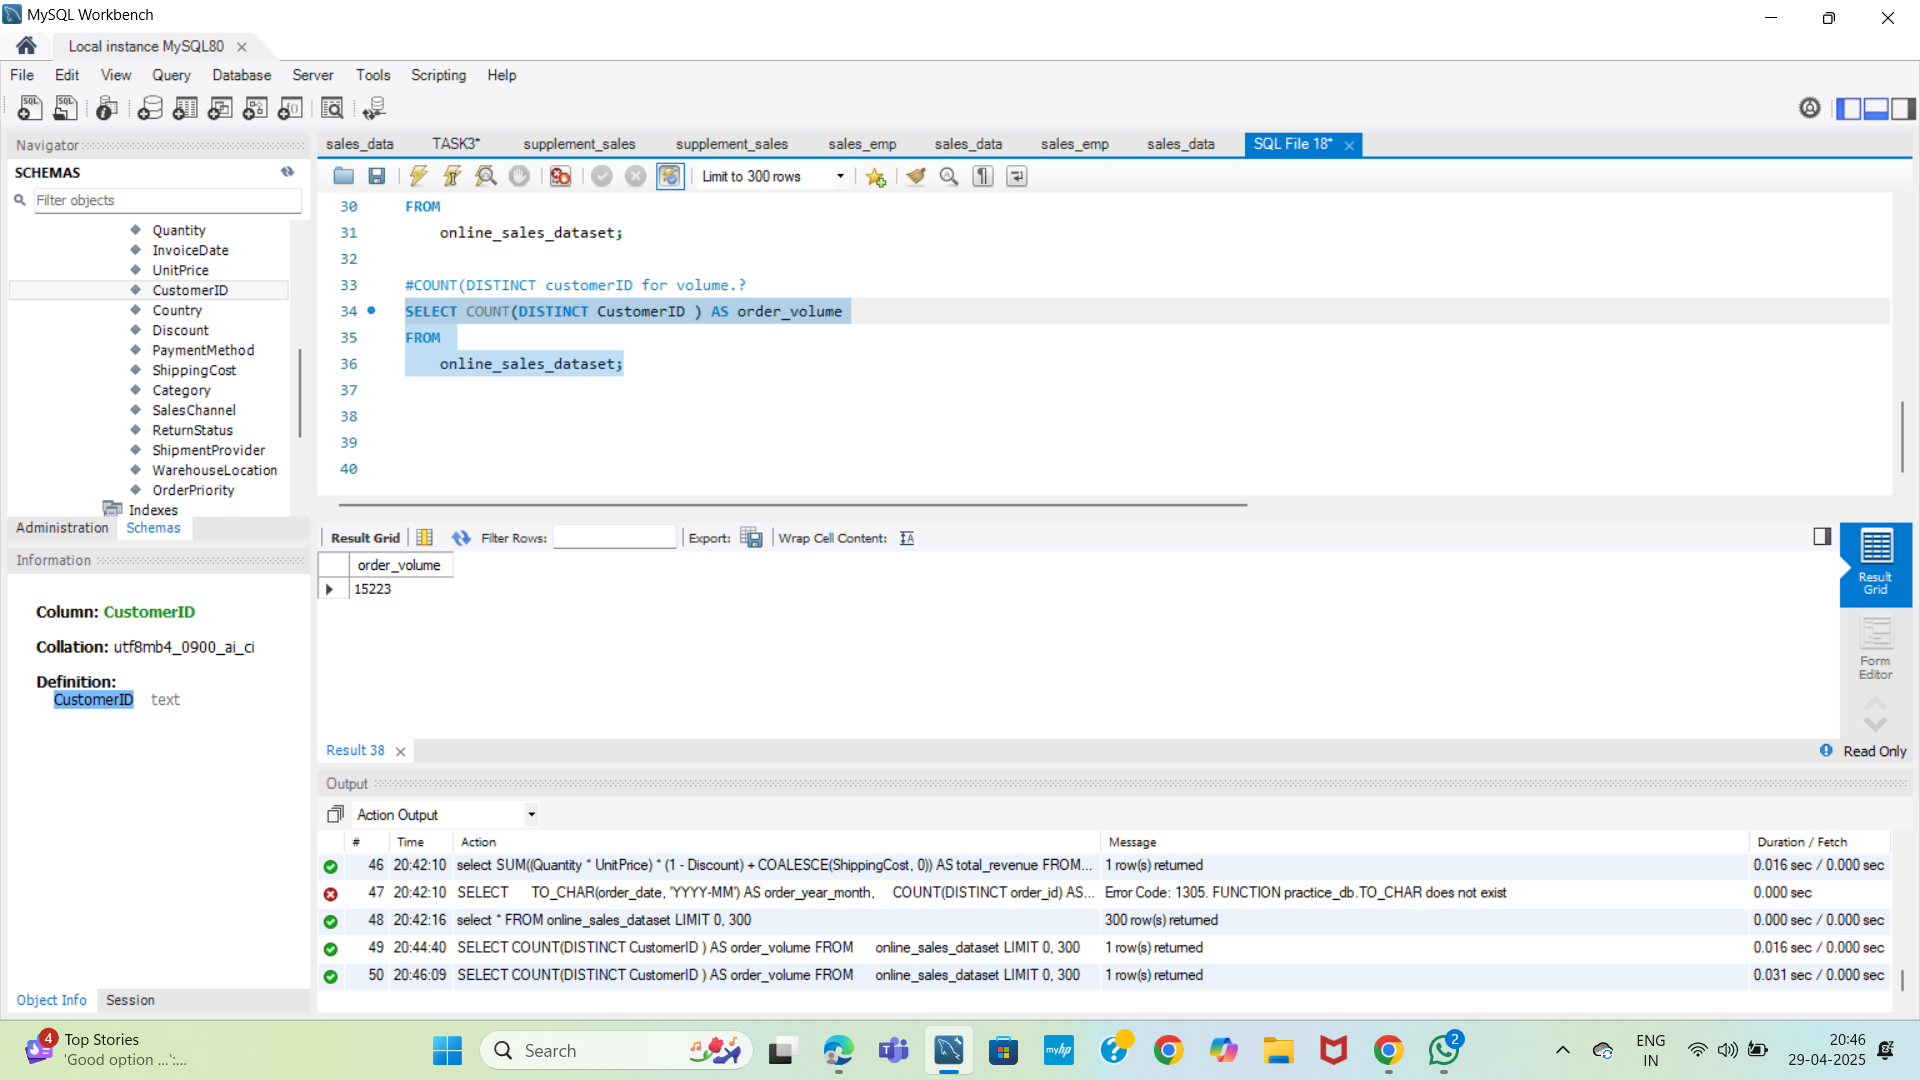 MySQL Workbench
Local instance MySQL80
File Edit View Query Database Server Tools Scripting Help
Navigator
SCHEMAS
Filter objects
Quantity
InvoiceDate
UnitPrice
CustomerID
Country
Discount
PaymentMethod
ShippingCost
Category
SalesChannel
ReturnStatus
ShipmentProvider
WarehouseLocation
OrderPriority
Indexes
Administration Schemas
Information
Column: CustomerID
Collation: utf8mb4_0900_ai_ci
Definition:
CustomerID text
Object Info Session
sales_data TASK3* supplement_sales supplement_sales sales_emp sales_data sales_emp sales_data SQL File 18*
Limit to 300 rows
30 FROM
31 online_sales_dataset;
32
33 #COUNT(DISTINCT customerID for volume.?
34 SELECT COUNT(DISTINCT CustomerID ) AS order_volume
35 FROM
36 online_sales_dataset;
37
38
39
40
Result Grid Filter Rows: Export: Wrap Cell Content:
order_volume
15223
Result Grid
Form Editor
Result 38
Read Only
Output
Action Output
# Time Action Message Duration / Fetch
46 20:42:10 select SUM((Quantity * UnitPrice) * (1 - Discount) + COALESCE(ShippingCost, 0)) AS total_revenue FROM... 1 row(s) returned 0.016 sec / 0.000 sec
47 20:42:10 SELECT TO_CHAR(order_date, 'YYYY-MM') AS order_year_month, COUNT(DISTINCT order_id) AS... Error Code: 1305. FUNCTION practice_db.TO_CHAR does not exist 0.000 sec
48 20:42:16 select * FROM online_sales_dataset LIMIT 0, 300 300 row(s) returned 0.000 sec / 0.000 sec
49 20:44:40 SELECT COUNT(DISTINCT CustomerID ) AS order_volume FROM online_sales_dataset LIMIT 0, 300 1 row(s) returned 0.016 sec / 0.000 sec
50 20:46:09 SELECT COUNT(DISTINCT CustomerID ) AS order_volume FROM online_sales_dataset LIMIT 0, 300 1 row(s) returned 0.031 sec / 0.000 sec
4 Top Stories
'Good option ...':...
Search
myhp
2
ENG
IN
20:46
29-04-2025